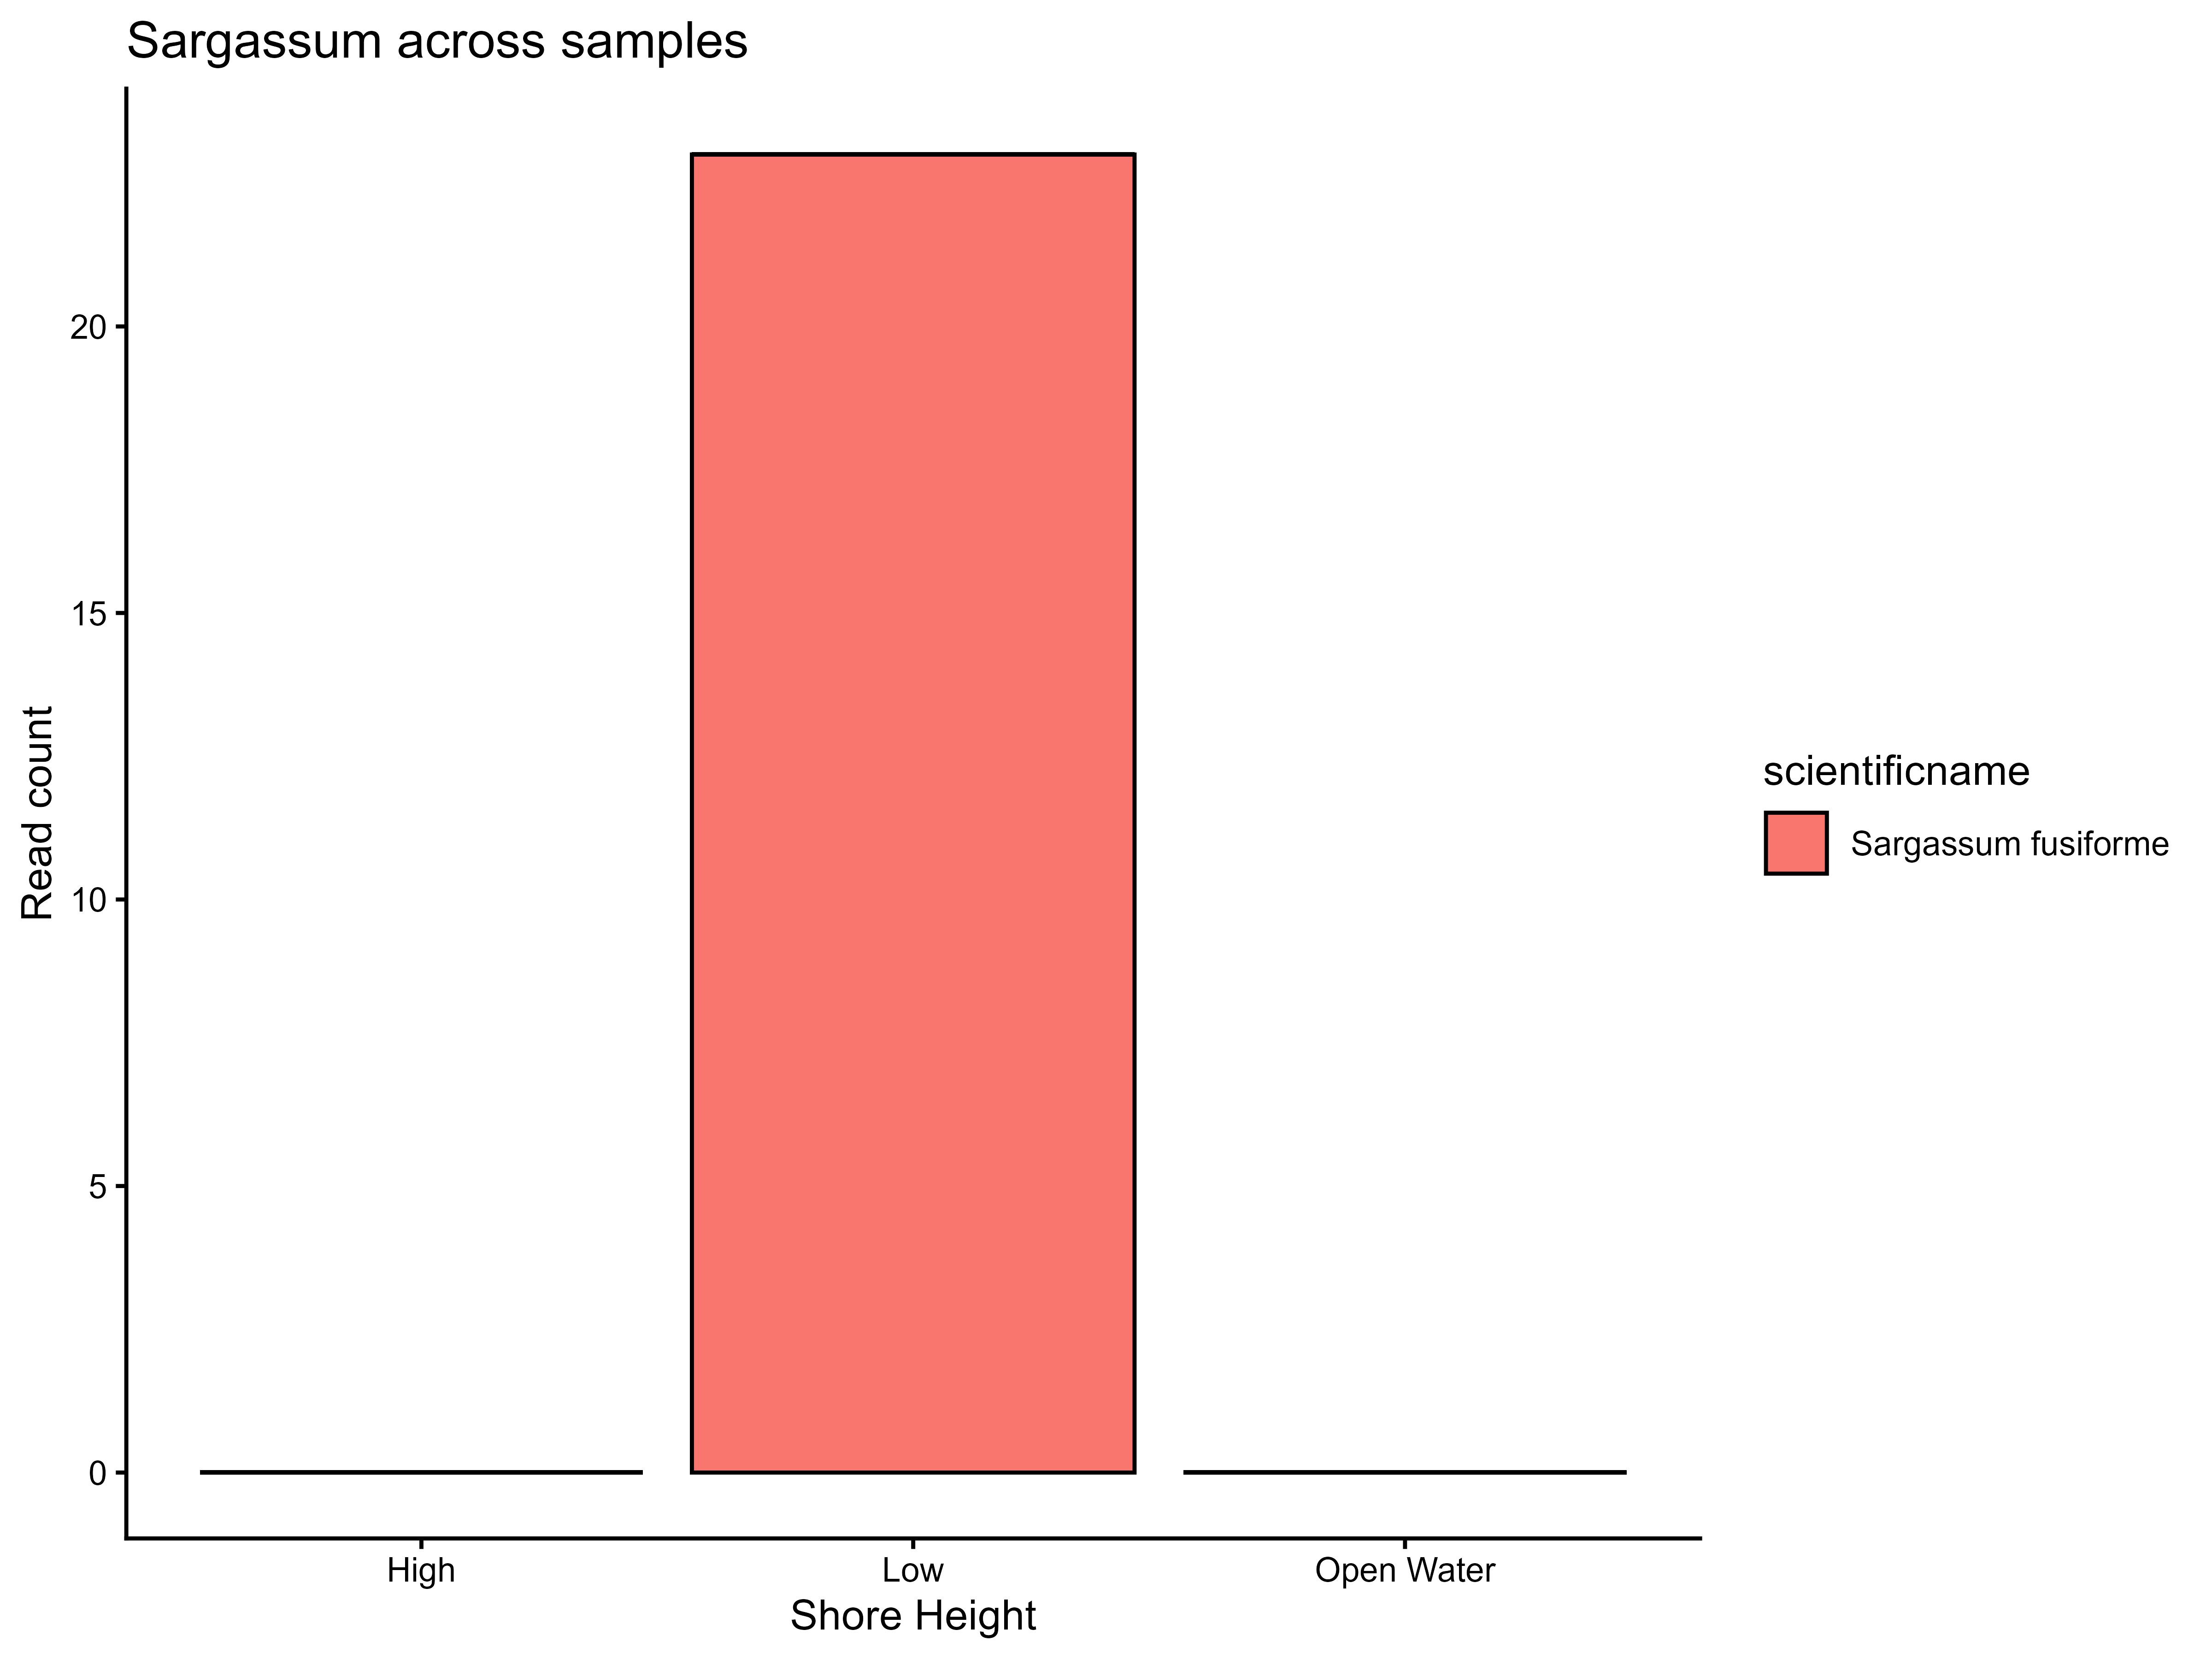 Sargassum across samples
Read count
20
15
10
5
0
High
Low
Open Water
Shore Height
scientificname
Sargassum fusiforme